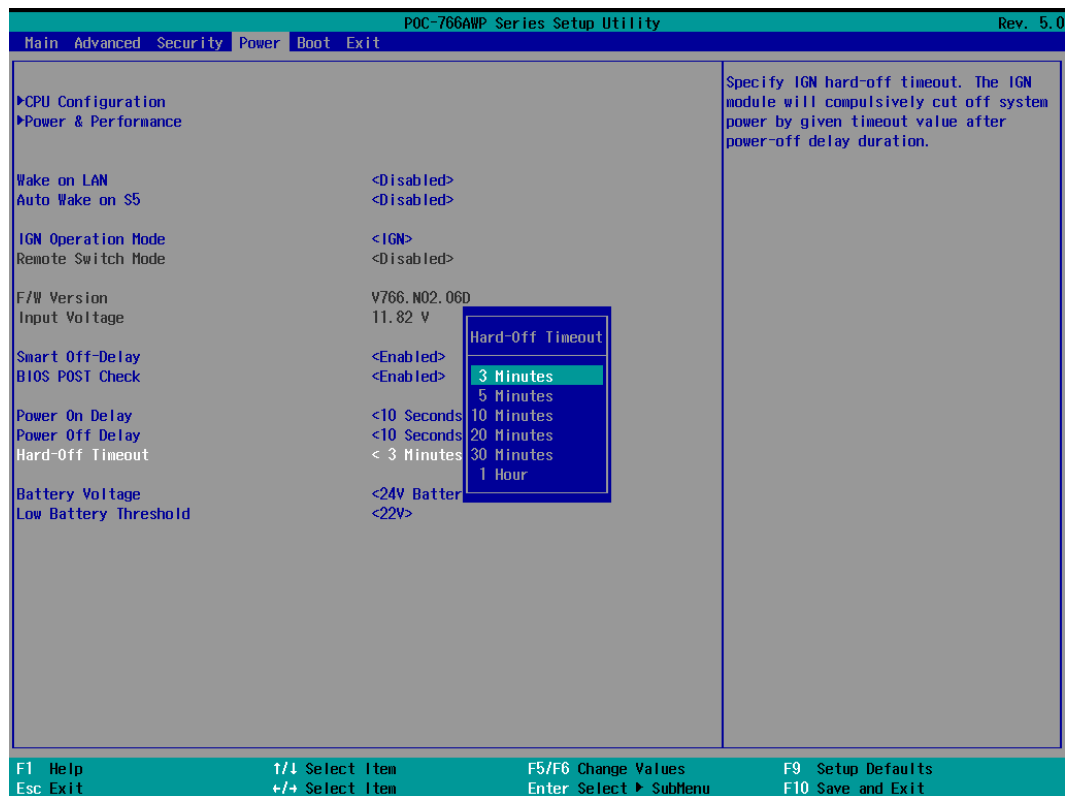 POC-766AWP Series Setup Utility Rev. 5.0
Main Advanced Security Power Boot Exit
▶CPU Configuration
▶Power & Performance
Wake on LAN <Disabled>
Auto Wake on S5 <Disabled>
IGN Operation Mode <IGN>
Remote Switch Mode <Disabled>
F/W Version V766.N02.06D
Input Voltage 11.82 V
Smart Off-Delay <Enabled>
BIOS POST Check <Enabled>
Power On Delay <10 Seconds
Power Off Delay <10 Seconds
Hard-Off Timeout < 3 Minutes
Battery Voltage <24V Batter
Low Battery Threshold <22V>
Hard-Off Timeout
3 Minutes
5 Minutes
10 Minutes
20 Minutes
30 Minutes
1 Hour
Specify IGN hard-off timeout. The IGN
module will compulsively cut off system
power by given timeout value after
power-off delay duration.
F1 Help ↑/↓ Select Item F5/F6 Change Values F9 Setup Defaults
Esc Exit ←/→ Select Item Enter Select ▶ SubMenu F10 Save and Exit